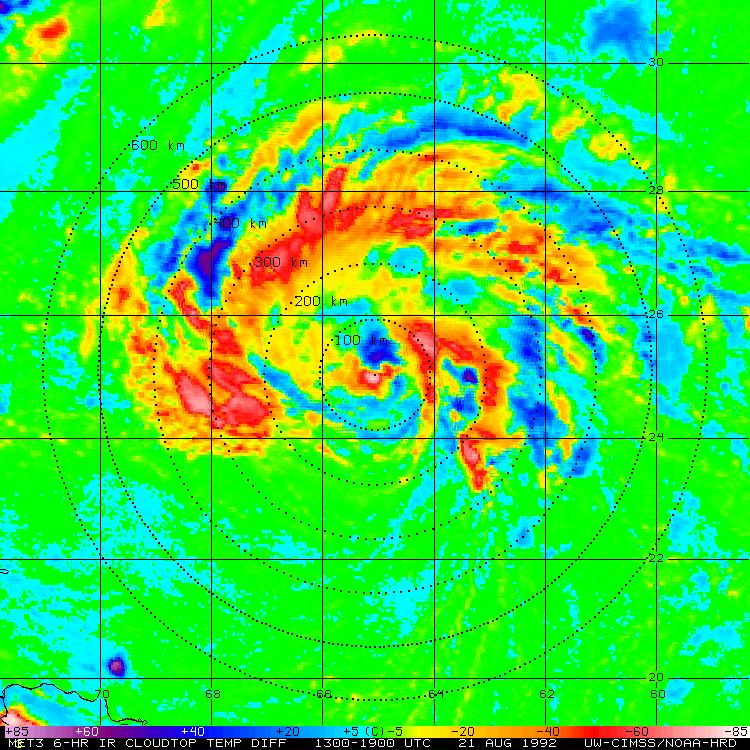 30
600 km
500 km
28
400 km
300 km
200 km
26
100 km
24
22
70 68 66 64 62 60
20
+85 +60 +40 +20 +5 (C) -5 -20 -40 -60 -85
MET3 6-HR IR CLOUDTOP TEMP DIFF 1300-1900 UTC 21 AUG 1992 UW-CIMSS/NOAA-HRD